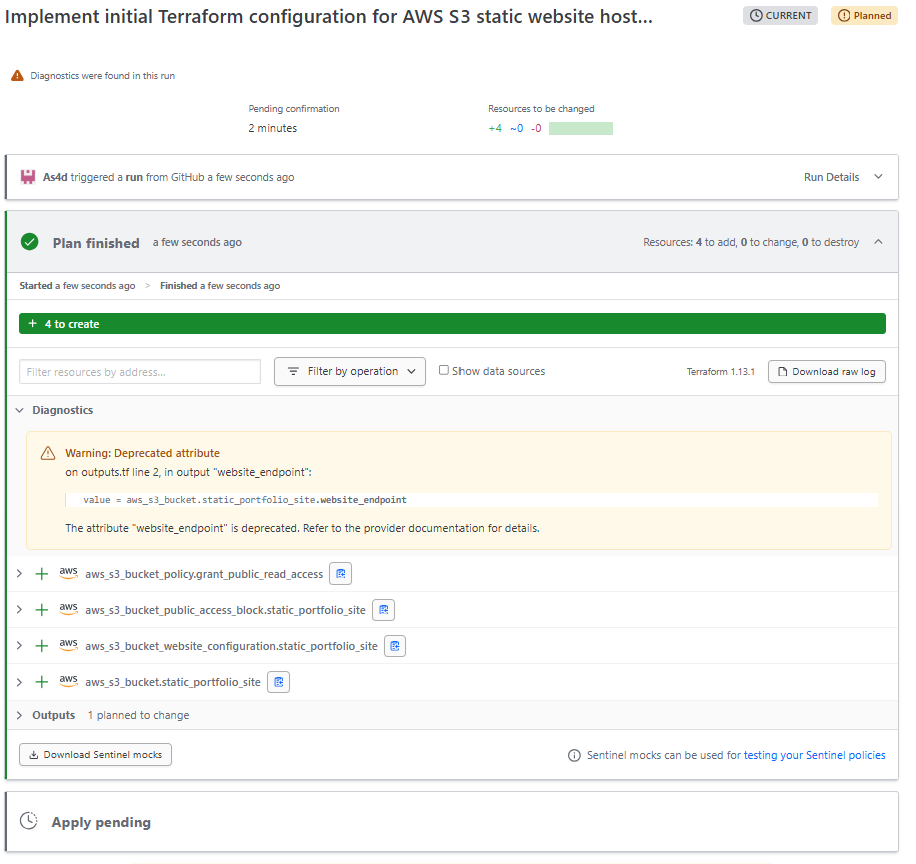 Implement initial Terraform configuration for AWS S3 static website host...
CURRENT
Planned
Diagnostics were found in this run
Pending confirmation
2 minutes
Resources to be changed
+4 ~0 -0
As4d triggered a run from GitHub a few seconds ago
Run Details
Plan finished a few seconds ago
Resources: 4 to add, 0 to change, 0 to destroy
Started a few seconds ago > Finished a few seconds ago
+ 4 to create
Filter resources by address...
Filter by operation
Show data sources
Terraform 1.13.1
Download raw log
Diagnostics
Warning: Deprecated attribute
on outputs.tf line 2, in output "website_endpoint":
value = aws_s3_bucket.static_portfolio_site.website_endpoint
The attribute "website_endpoint" is deprecated. Refer to the provider documentation for details.
aws aws_s3_bucket_policy.grant_public_read_access
aws aws_s3_bucket_public_access_block.static_portfolio_site
aws aws_s3_bucket_website_configuration.static_portfolio_site
aws aws_s3_bucket.static_portfolio_site
Outputs 1 planned to change
Download Sentinel mocks
Sentinel mocks can be used for testing your Sentinel policies
Apply pending